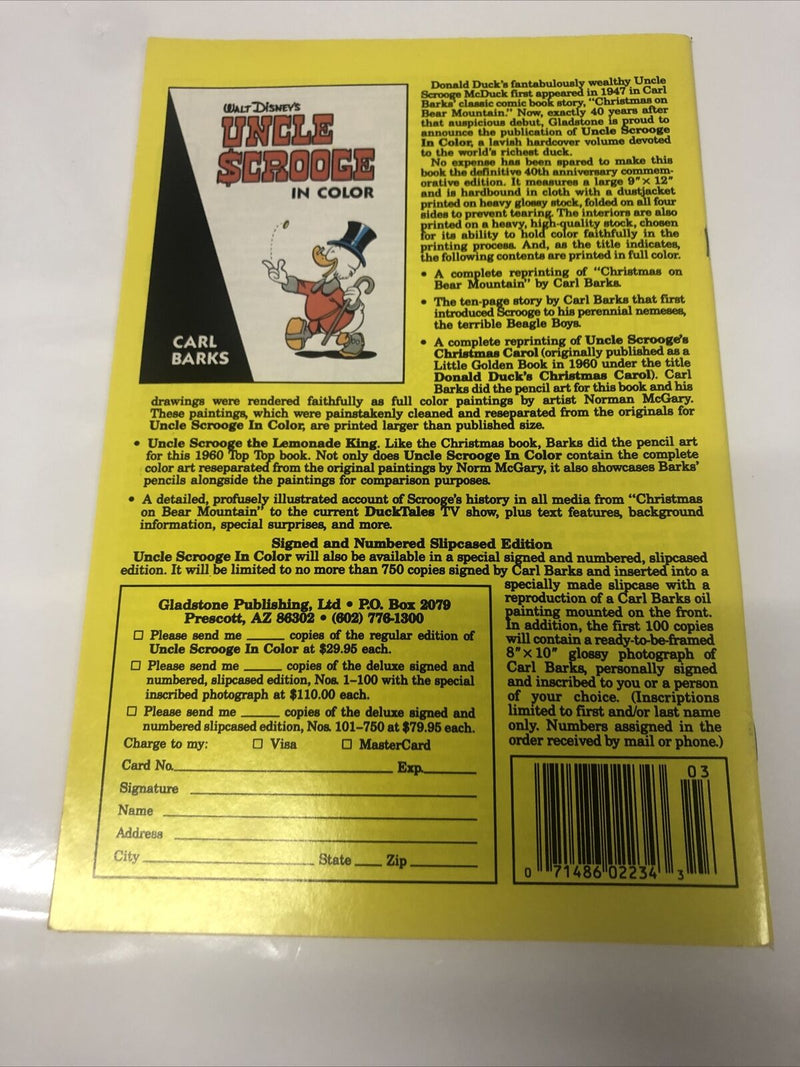 WALT DISNEY'S
UNCLE
$CROOGE
IN COLOR
CARL
BARKS
Donald Duck's fantabulously wealthy Uncle
Scrooge McDuck first appeared in 1947 in Carl
Barks' classic comic book story, "Christmas on
Bear Mountain." Now, exactly 40 years after
that auspicious debut, Gladstone is proud to
announce the publication of Uncle Scrooge
In Color, a lavish hardcover volume devoted
to the world's richest duck.
No expense has been spared to make this
book the definitive 40th anniversary commem-
orative edition. It measures a large 9" × 12"
and is hardbound in cloth with a dustjacket
printed on heavy glossy stock, folded on all four
sides to prevent tearing. The interiors are also
printed on a heavy, high-quality stock, chosen
for its ability to hold color faithfully in the
printing process. And, as the title indicates,
the following contents are printed in full color.
• A complete reprinting of "Christmas on
Bear Mountain" by Carl Barks.
• The ten-page story by Carl Barks that first
introduced Scrooge to his perennial nemeses,
the terrible Beagle Boys.
• A complete reprinting of Uncle Scrooge's
Christmas Carol (originally published as a
Little Golden Book in 1960 under the title
Donald Duck's Christmas Carol). Carl
Barks did the pencil art for this book and his
drawings were rendered faithfully as full color paintings by artist Norman McGary.
These paintings, which were painstakenly cleaned and reseparated from the originals for
Uncle Scrooge In Color, are printed larger than published size.
• Uncle Scrooge the Lemonade King. Like the Christmas book, Barks did the pencil art
for this 1960 Top Top book. Not only does Uncle Scrooge In Color contain the complete
color art reseparated from the original paintings by Norm McGary, it also showcases Barks'
pencils alongside the paintings for comparison purposes.
• A detailed, profusely illustrated account of Scrooge's history in all media from "Christmas
on Bear Mountain" to the current DuckTales TV show, plus text features, background
information, special surprises, and more.
Signed and Numbered Slipcased Edition
Uncle Scrooge In Color will also be available in a special signed and numbered, slipcased
edition. It will be limited to no more than 750 copies signed by Carl Barks and inserted into a
specially made slipcase with a
reproduction of a Carl Barks oil
painting mounted on the front.
In addition, the first 100 copies
will contain a ready-to-be-framed
8" × 10" glossy photograph of
Carl Barks, personally signed
and inscribed to you or a person
of your choice. (Inscriptions
limited to first and/or last name
only. Numbers assigned in the
order received by mail or phone.)
Gladstone Publishing, Ltd • P.O. Box 2079
Prescott, AZ 86302 • (602) 776-1300
☐ Please send me ______ copies of the regular edition of
Uncle Scrooge In Color at $29.95 each.
☐ Please send me ______ copies of the deluxe signed and
numbered, slipcased edition, Nos. 1-100 with the special
inscribed photograph at $110.00 each.
☐ Please send me ______ copies of the deluxe signed and
numbered slipcased edition, Nos. 101-750 at $79.95 each.
Charge to my: ☐ Visa ☐ MasterCard
Card No. ______ Exp. ______
Signature ______
Name ______
Address ______
City ______ State ______ Zip ______
03
0 71486 02234 3